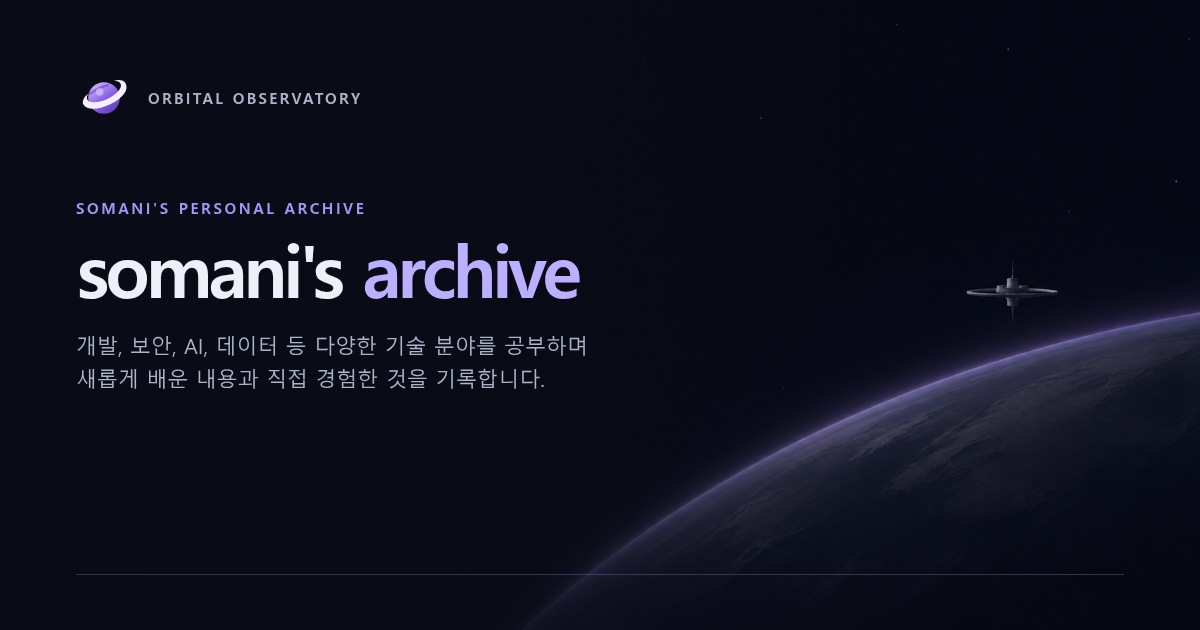 ORBITAL OBSERVATORY
SOMANI'S PERSONAL ARCHIVE
somani's archive
개발, 보안, AI, 데이터 등 다양한 기술 분야를 공부하며
새롭게 배운 내용과 직접 경험한 것을 기록합니다.